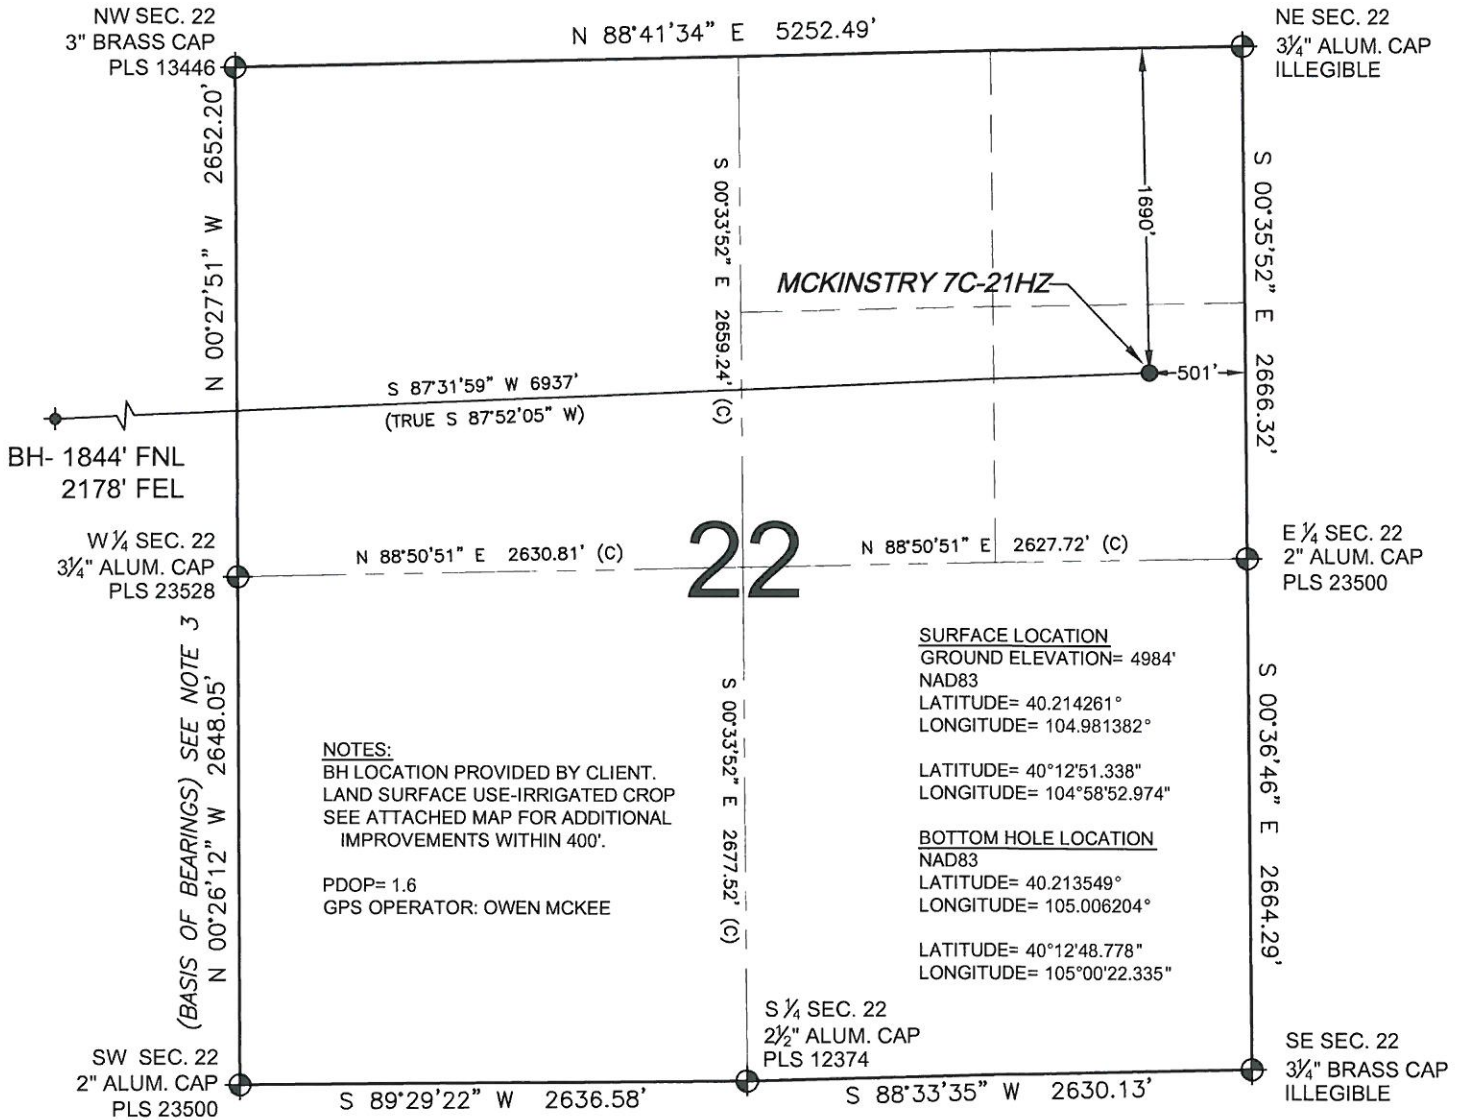 NW SEC. 22
3" BRASS CAP
PLS 13446
N 88°41'34" E 5252.49'
NE SEC. 22
3¼" ALUM. CAP
ILLEGIBLE
N 00°27'51" W 2652.20'
S 00°33'52" E 2659.24' (C)
1690'
S 00°35'52" E 2666.32'
MCKINSTRY 7C-21HZ
501'
S 87°31'59" W 6937'
(TRUE S 87°52'05" W)
BH- 1844' FNL
2178' FEL
W ¼ SEC. 22
3¼" ALUM. CAP
PLS 23528
N 88°50'51" E 2630.81' (C)
22
N 88°50'51" E 2627.72' (C)
E ¼ SEC. 22
2" ALUM. CAP
PLS 23500
(BASIS OF BEARINGS) SEE NOTE 3
N 00°26'12" W 2648.05'
NOTES:
BH LOCATION PROVIDED BY CLIENT.
LAND SURFACE USE-IRRIGATED CROP
SEE ATTACHED MAP FOR ADDITIONAL
IMPROVEMENTS WITHIN 400'.
PDOP= 1.6
GPS OPERATOR: OWEN MCKEE
S 00°33'52" E 2677.52' (C)
SURFACE LOCATION
GROUND ELEVATION= 4984'
NAD83
LATITUDE= 40.214261°
LONGITUDE= 104.981382°
LATITUDE= 40°12'51.338"
LONGITUDE= 104°58'52.974"
BOTTOM HOLE LOCATION
NAD83
LATITUDE= 40.213549°
LONGITUDE= 105.006204°
LATITUDE= 40°12'48.778"
LONGITUDE= 105°00'22.335"
S 00°36'46" E 2664.29'
SW SEC. 22
2" ALUM. CAP
PLS 23500
S 89°29'22" W 2636.58'
S ¼ SEC. 22
2½" ALUM. CAP
PLS 12374
S 88°33'35" W 2630.13'
SE SEC. 22
3¼" BRASS CAP
ILLEGIBLE